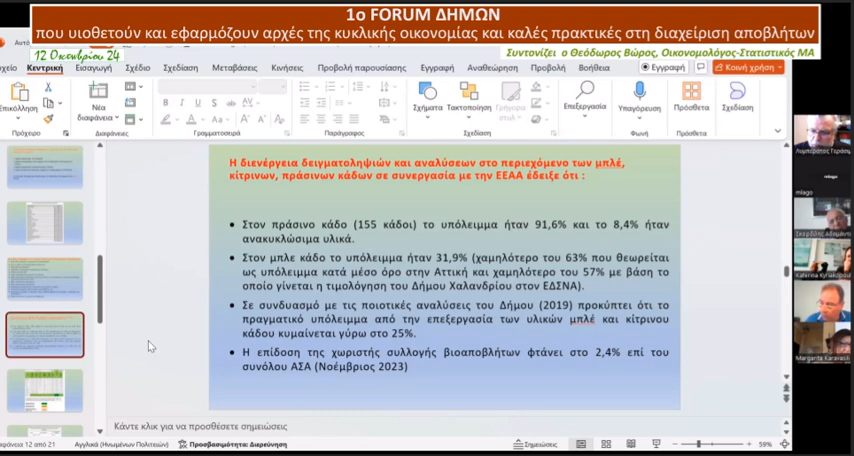 1ο FORUM ΔΗΜΩΝ
που υιοθετούν και εφαρμόζουν αρχές της κυκλικής οικονομίας και καλές πρακτικές στη διαχείριση αποβλήτων
12 Οκτωβρίου 24
Συντονίζει ο Θεόδωρος Βώρος, Οικονομολόγος-Στατιστικός ΜΑ
Κεντρική Εισαγωγή Σχέδιο Σχεδίαση Μεταβάσεις Κινήσεις Προβολή παρουσίασης Εγγραφή Αναθεώρηση Προβολή Βοήθεια Εγγραφή Κοινή χρήση
Επικόλληση Νέα διαφάνεια Σχήματα Τακτοποίηση Γρήγορα στυλ Επεξεργασία Υπαγόρευση Πρόσθετα Σχεδίαση
Πρόχειρο Διαφάνειες Γραμματοσειρά Παράγραφος Σχεδίαση Φωνή Πρόσθετα
Η διενέργεια δειγματοληψιών και αναλύσεων στο περιεχόμενο των μπλέ,
κίτρινων, πράσινων κάδων σε συνεργασία με την ΕΕΑΑ έδειξε ότι :
• Στον πράσινο κάδο (155 κάδοι) το υπόλειμμα ήταν 91,6% και το 8,4% ήταν
ανακυκλώσιμα υλικά.
• Στον μπλε κάδο το υπόλειμμα ήταν 31,9% (χαμηλότερο του 63% που θεωρείται
ως υπόλειμμα κατά μέσο όρο στην Αττική και χαμηλότερο του 57% με βάση το
οποίο γίνεται η τιμολόγηση του Δήμου Χαλανδρίου στον ΕΔΣΝΑ).
• Σε συνδυασμό με τις ποιοτικές αναλύσεις του Δήμου (2019) προκύπτει ότι το
πραγματικό υπόλειμμα από την επεξεργασία των υλικών μπλέ και κίτρινου
κάδου κυμαίνεται γύρω στο 25%.
• Η επίδοση της χωριστής συλλογής βιοαποβλήτων φτάνει στο 2,4% επί του
συνόλου ΑΣΑ (Νοέμβριος 2023)
mlago
Katerina Kyriakopoul
Margarita Karavasili
Κάντε κλικ για να προσθέσετε σημειώσεις
άνεια 12 από 21 Αγγλικά (Ηνωμένων Πολιτειών) Προσβασιμότητα: Διερεύνηση Σημειώσεις 59%